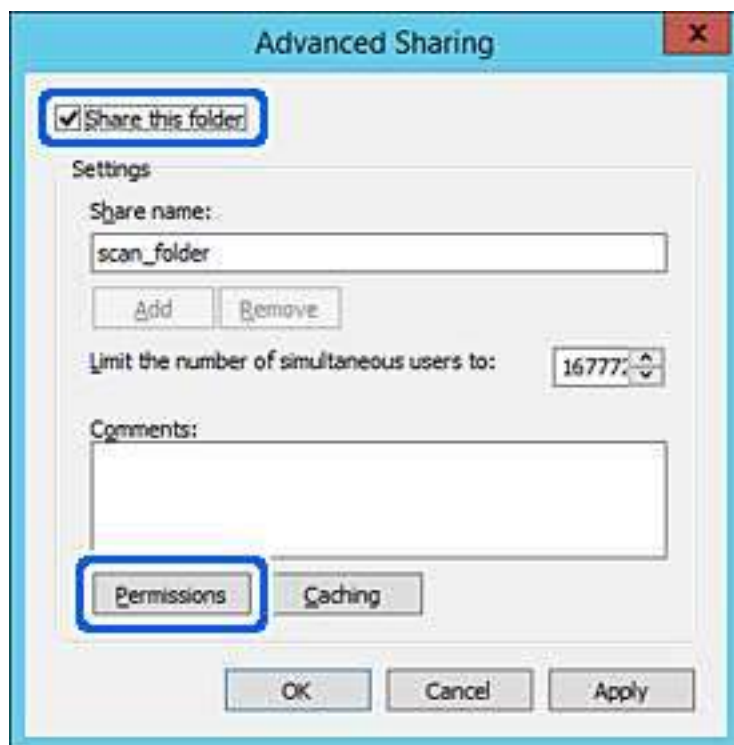 Advanced Sharing
x
Share this folder
Settings
Share name:
scan_folder
Add Remove
Limit the number of simultaneous users to:
Comments:
Permissions Caching
OK Cancel Apply